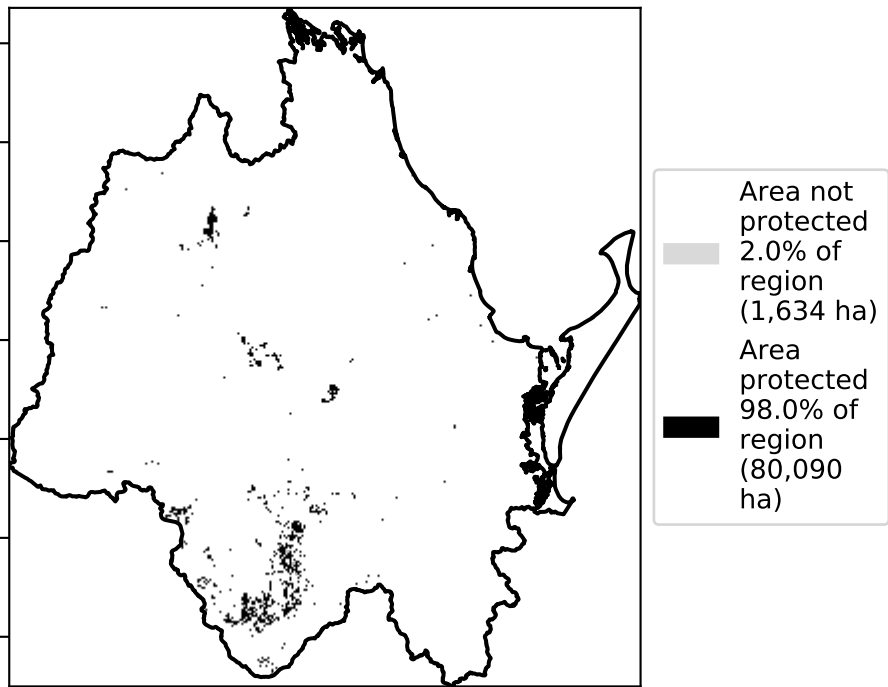 Area not
protected
2.0% of
region
(1,634 ha)
Area
protected
98.0% of
region
(80,090
ha)